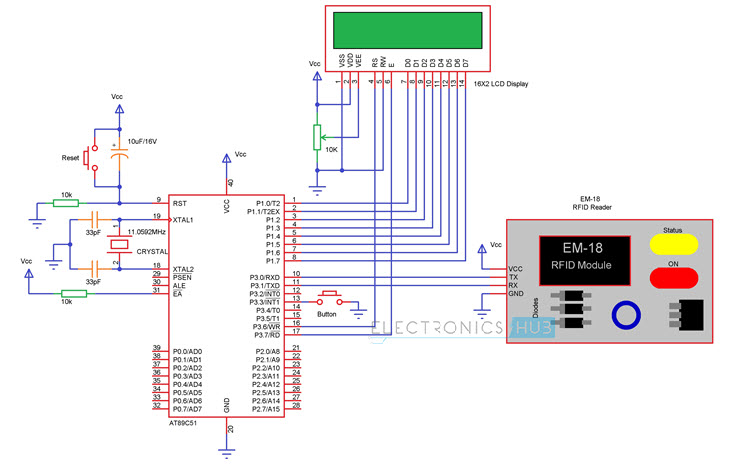 VSS
VDD
VEE
RS
RW
E
D0
D1
D2
D3
D4
D5
D6
D7
1
2
3
4
5
6
7
8
9
10
11
12
13
14
16X2 LCD Display
Vcc
10K
Vcc
10uF/16V
Reset
Vcc
10k
33pF
1
11.0592MHz
CRYSTAL
2
33pF
Vcc
10k
40
VCC
9 RST
19 XTAL1
18 XTAL2
29 PSEN
30 ALE
31 EA
39 P0.0/AD0
38 P0.1/AD1
37 P0.2/AD2
36 P0.3/AD3
35 P0.4/AD4
34 P0.5/AD5
33 P0.6/AD6
32 P0.7/AD7
P1.0/T2 1
P1.1/T2EX 2
P1.2 3
P1.3 4
P1.4 5
P1.5 6
P1.6 7
P1.7 8
P3.0/RXD 10
P3.1/TXD 11
P3.2/INT0 12
P3.3/INT1 13
P3.4/T0 14
P3.5/T1 15
P3.6/WR 16
P3.7/RD 17
P2.0/A8 21
P2.1/A9 22
P2.2/A10 23
P2.3/A11 24
P2.4/A12 25
P2.5/A13 26
P2.6/A14 27
P2.7/A15 28
GND
20
AT89C51
Button
ELECTRONICS HUB
EM-18
RFID Reader
Vcc
VCC
TX
RX
GND
EM-18
RFID Module
Status
ON
Diodes